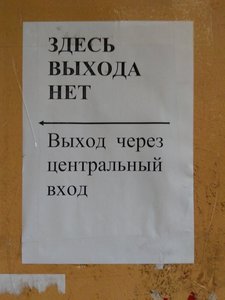 ЗДЕСЬ
ВЫХОДА
НЕТ
Выход через
центральный
вход